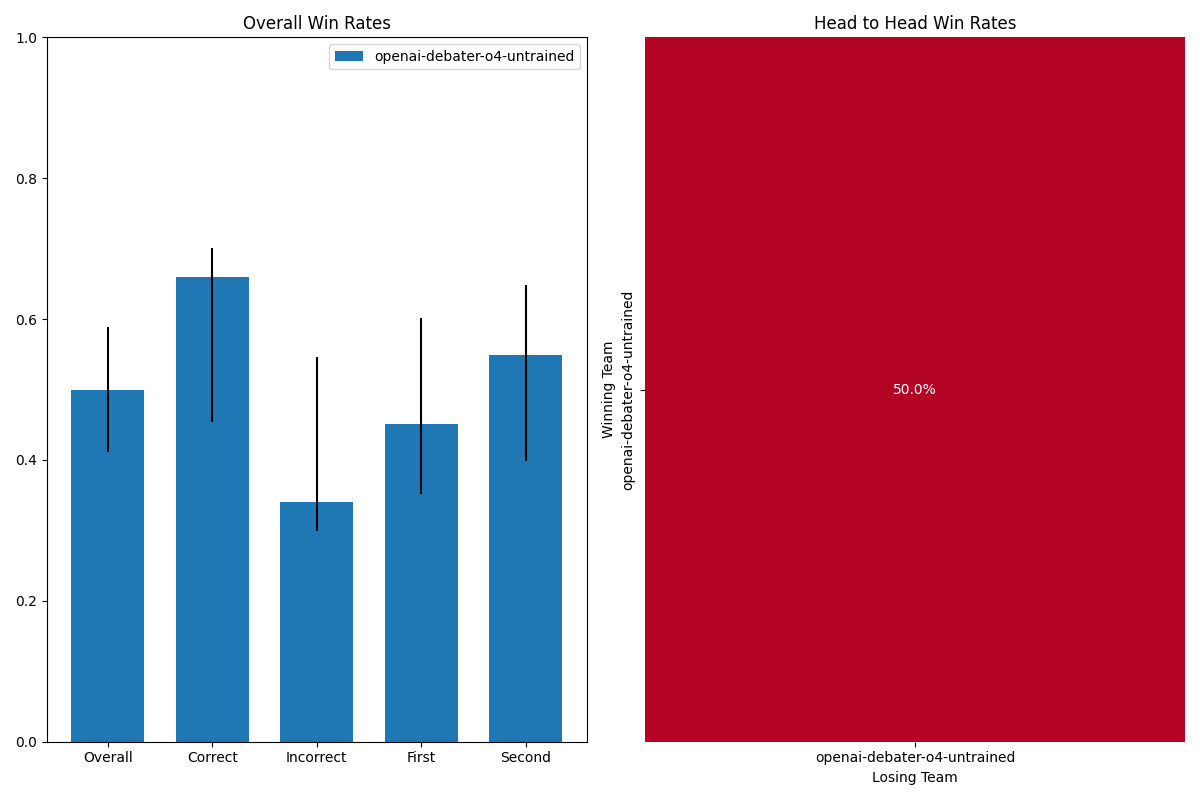 Overall Win Rates
openai-debater-o4-untrained
1.0
0.8
0.6
0.4
0.2
0.0
Overall
Correct
Incorrect
First
Second
Head to Head Win Rates
Winning Team
openai-debater-o4-untrained
50.0%
openai-debater-o4-untrained
Losing Team